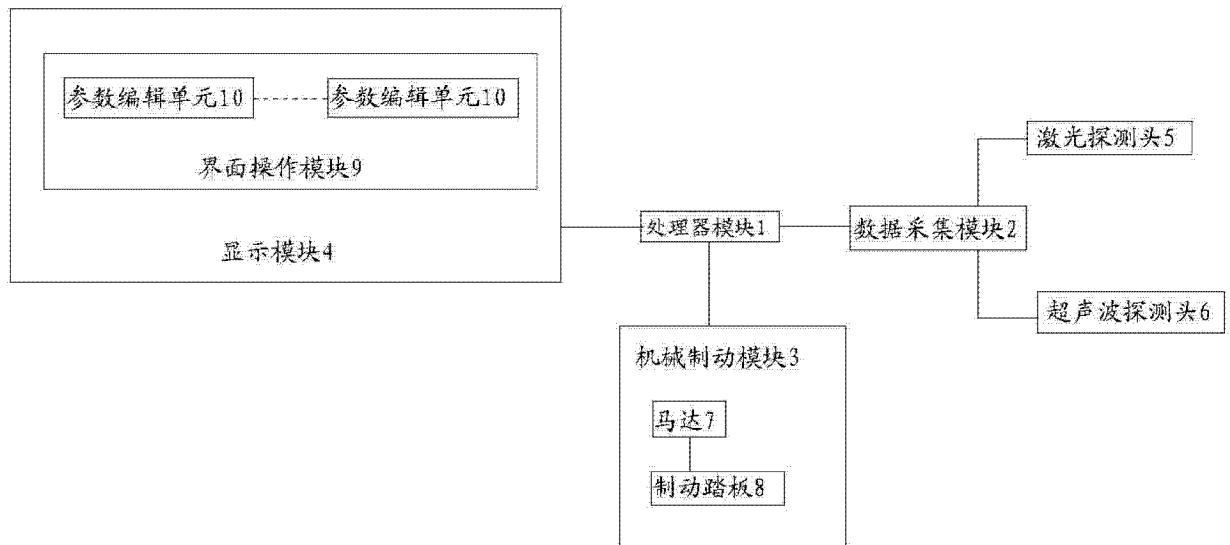 参数编辑单元10
参数编辑单元10
界面操作模块9
显示模块4
处理器模块1
数据采集模块2
激光探测头5
超声波探测头6
机械制动模块3
马达7
制动踏板8